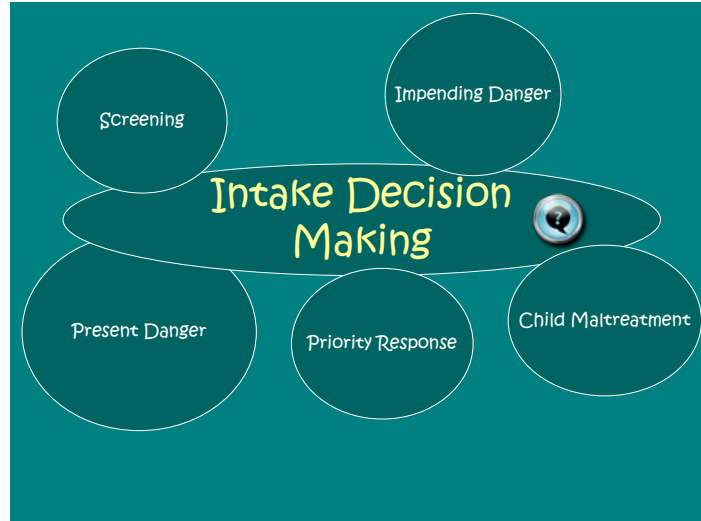 Impending Danger
Screening
Intake Decision
Making
?
Present Danger
Priority Response
Child Maltreatment